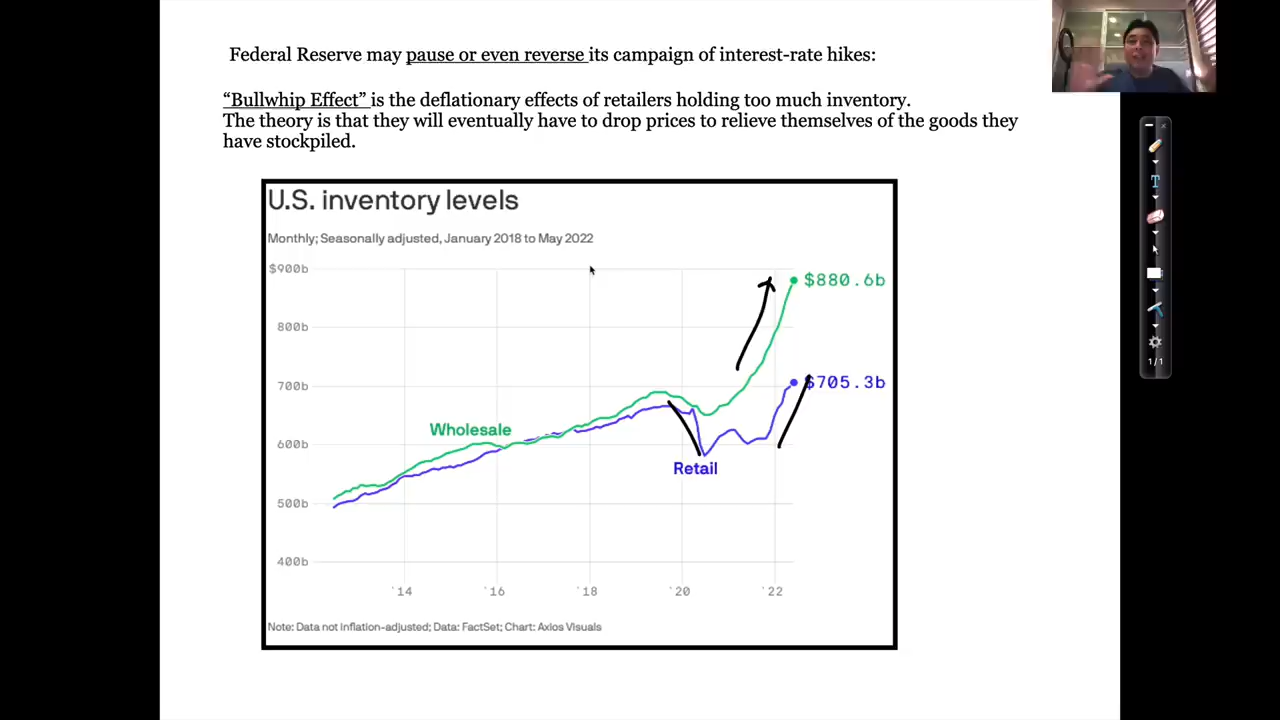 Federal Reserve may pause or even reverse its campaign of interest-rate hikes:
“Bullwhip Effect” is the deflationary effects of retailers holding too much inventory.
The theory is that they will eventually have to drop prices to relieve themselves of the goods they
have stockpiled.
U.S. inventory levels
Monthly; Seasonally adjusted, January 2018 to May 2022
$900b
$880.6b
800b
700b
$705.3b
Wholesale
600b
Retail
500b
400b
'14 '16 '18 '20 '22
Note: Data not inflation-adjusted; Data: FactSet; Chart: Axios Visuals
T
1/1